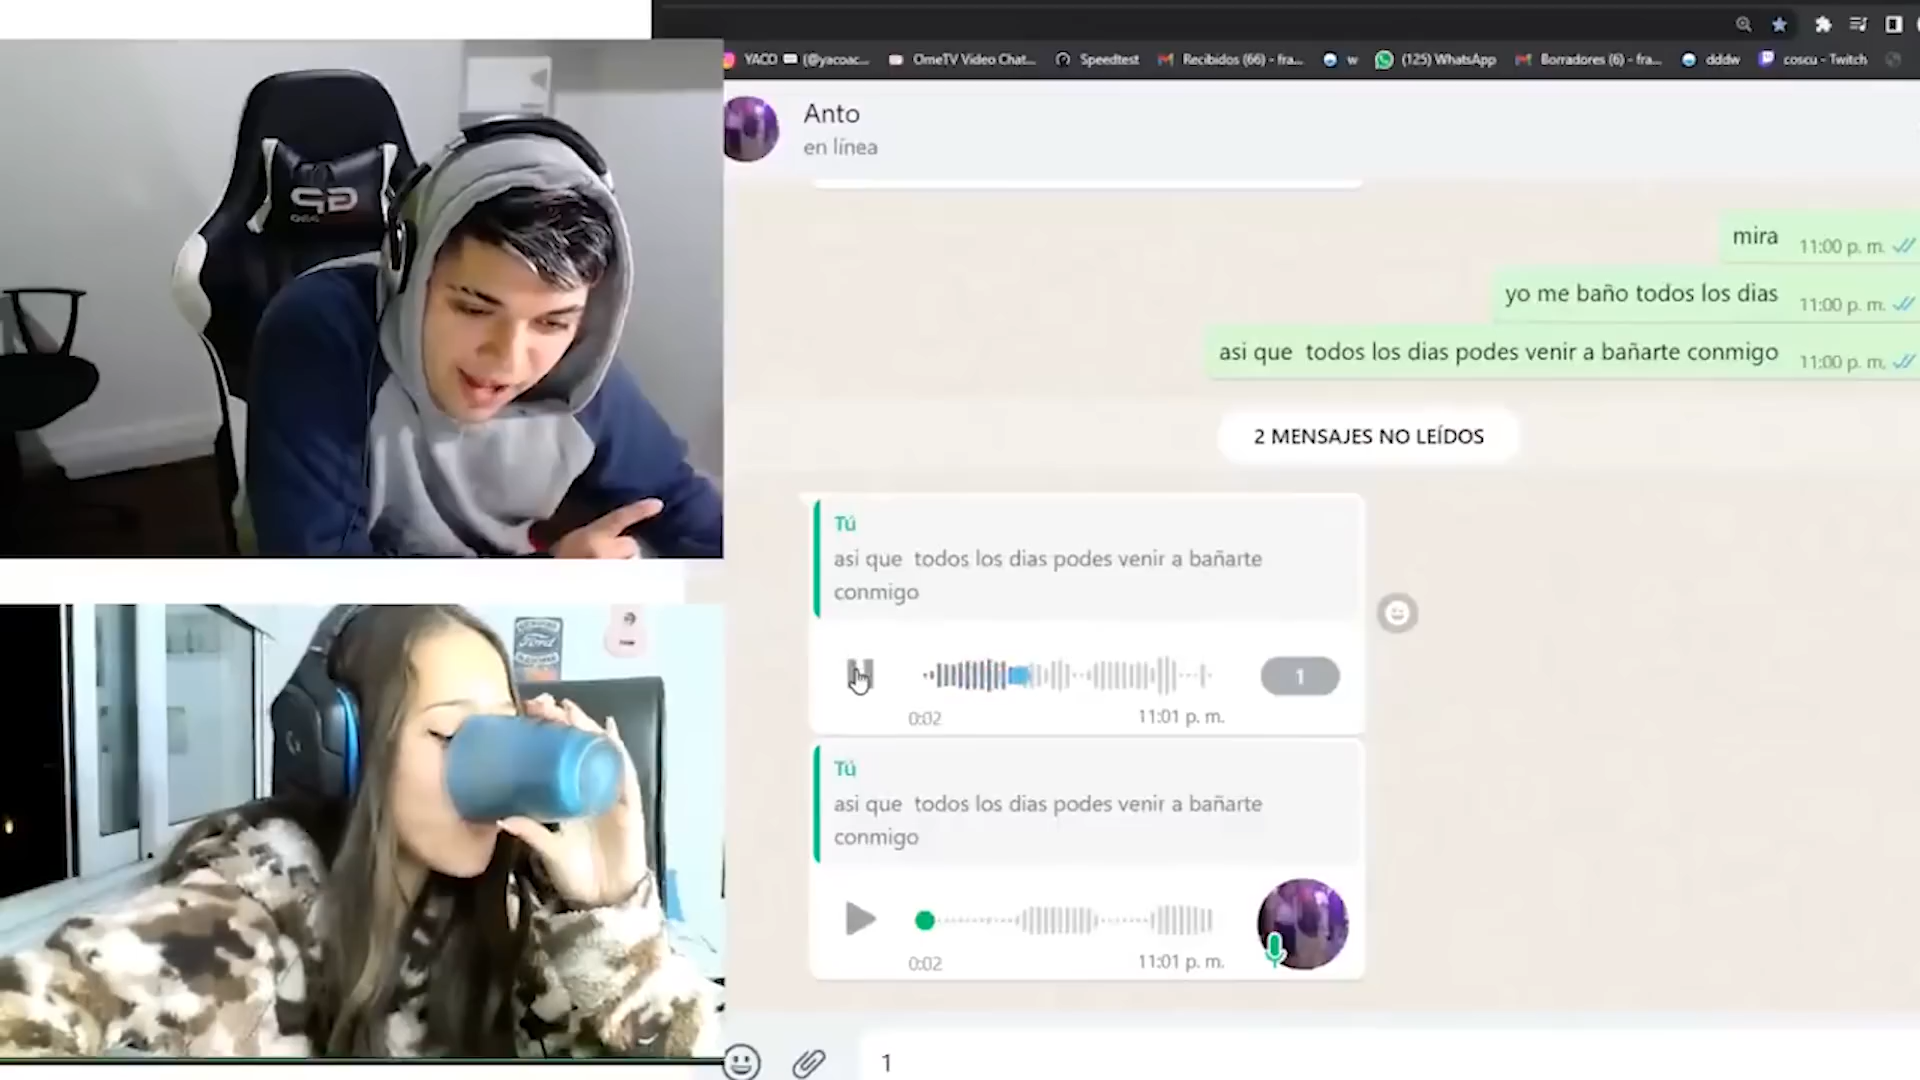 YACO (@yacoac...
OmeTV Video Chat...
Speedtest
Recibidos (66) - fra...
w
(125) WhatsApp
Borradores (6) - fra...
dddw
coscu - Twitch
Anto
en línea
mira 11:00 p. m.
yo me baño todos los dias 11:00 p. m.
asi que todos los dias podes venir a bañarte conmigo 11:00 p. m.
2 MENSAJES NO LEÍDOS
Tú
asi que todos los dias podes venir a bañarte
conmigo
1
0:02 11:01 p. m.
Tú
asi que todos los dias podes venir a bañarte
conmigo
0:02 11:01 p. m.
1
Ford